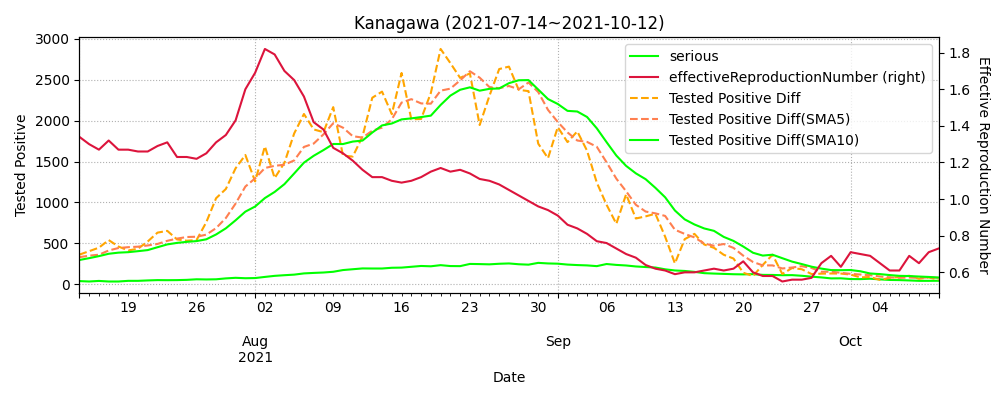 Kanagawa (2021-07-14~2021-10-12)
Tested Positive
3000
2500
2000
1500
1000
500
0
serious
effectiveReproductionNumber (right)
Tested Positive Diff
Tested Positive Diff(SMA5)
Tested Positive Diff(SMA10)
1.8
1.6
1.4
1.2
1.0
0.8
0.6
Effective Reproduction Number
19 26 02 09 16 23 30 06 13 20 27 04
Aug Sep Oct
2021
Date